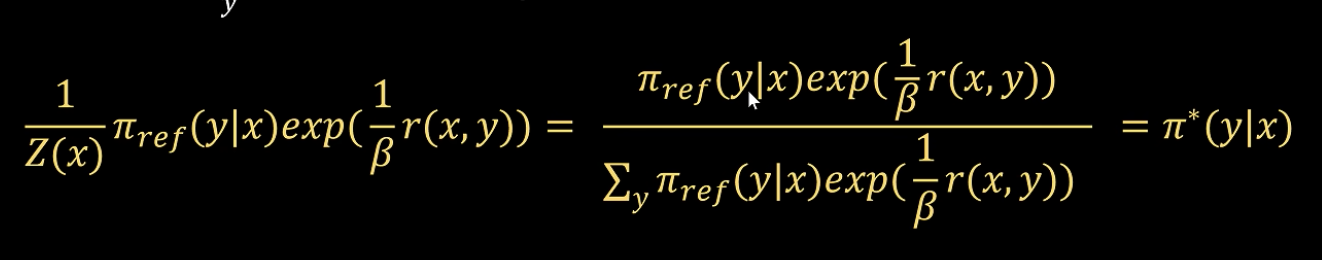 y
1/Z(x) π_ref(y|x)exp(1/β r(x,y)) = π_ref(y|x)exp(1/β r(x,y)) / ∑_y π_ref(y|x)exp(1/β r(x,y)) = π*(y|x)